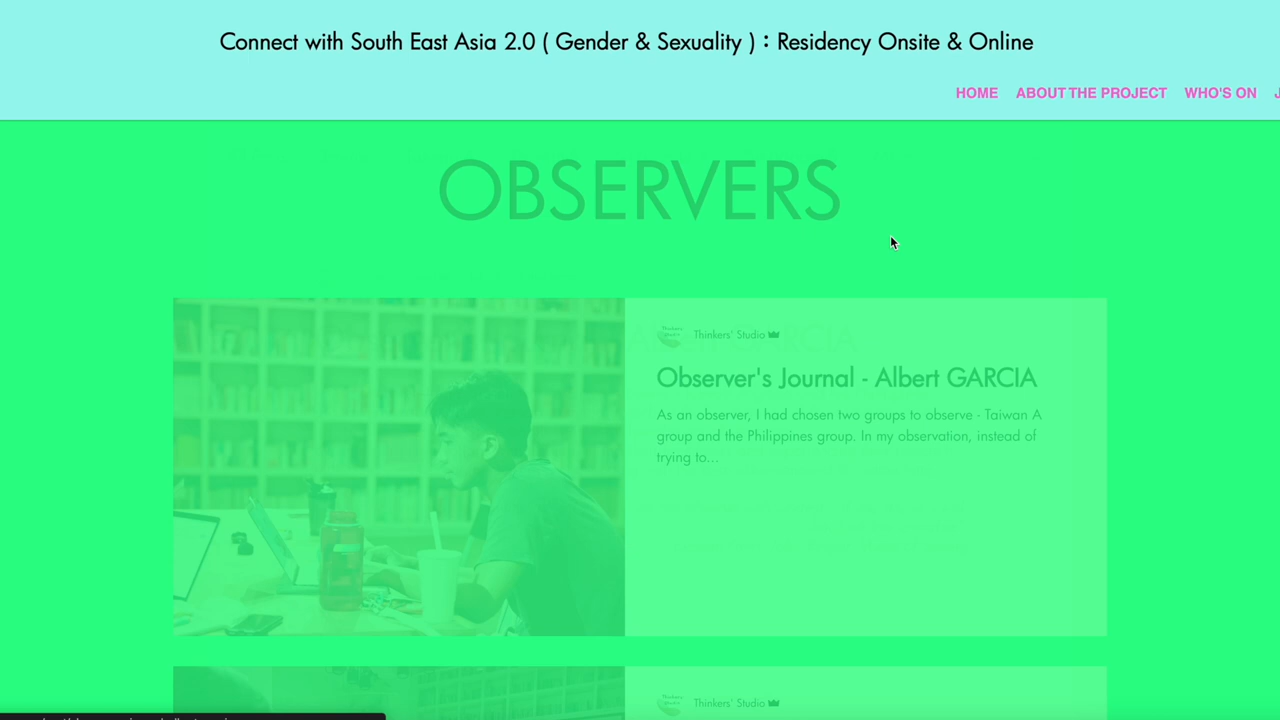 Connect with South East Asia 2.0 ( Gender & Sexuality ) : Residency Onsite & Online
HOME ABOUT THE PROJECT WHO'S ON
OBSERVERS
Thinkers' Studio
Observer's Journal - Albert GARCIA
As an observer, I had chosen two groups to observe - Taiwan A
group and the Philippines group. In my observation, instead of
trying to...
Thinkers' Studio